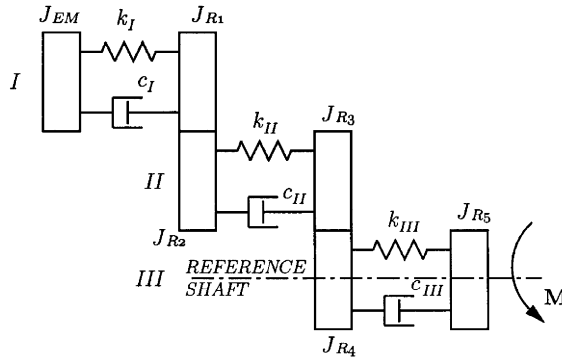 J_EM
k_I
J_R1
I
c_I
k_II
J_R3
II
c_II
J_R2
k_III
J_R5
III
REFERENCE
SHAFT
c_III
M
J_R4